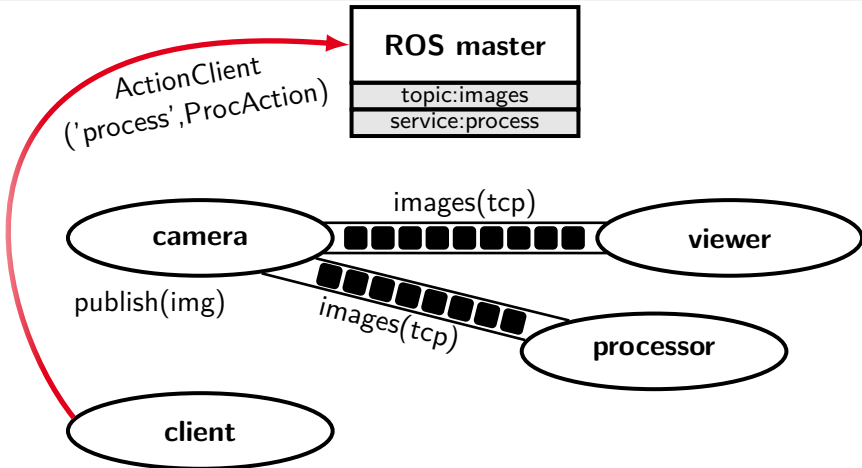 ROS master
topic:images
service:process
ActionClient
('process',ProcAction)
images(tcp)
camera
viewer
publish(img)
images(tcp)
processor
client